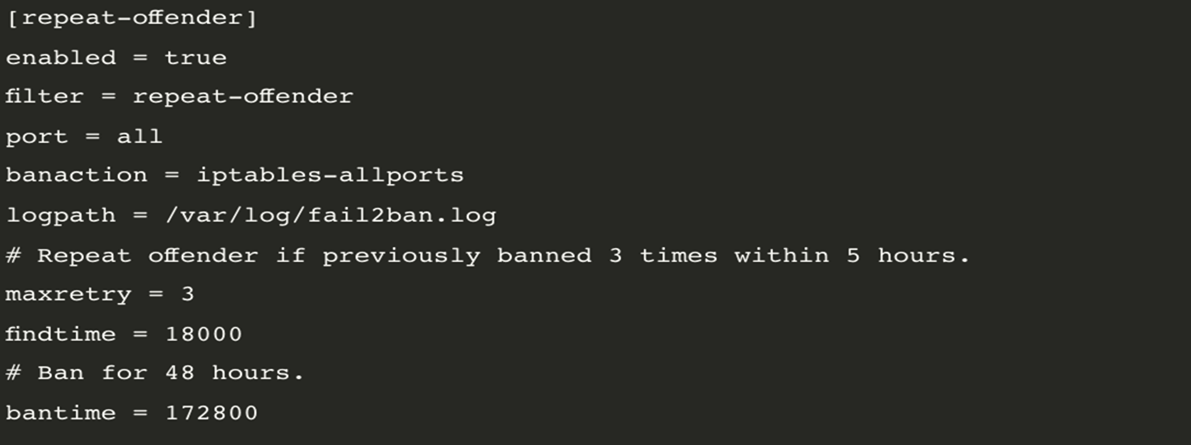 [repeat-offender]
enabled = true
filter = repeat-offender
port = all
banaction = iptables-allports
logpath = /var/log/fail2ban.log
# Repeat offender if previously banned 3 times within 5 hours.
maxretry = 3
findtime = 18000
# Ban for 48 hours.
bantime = 172800